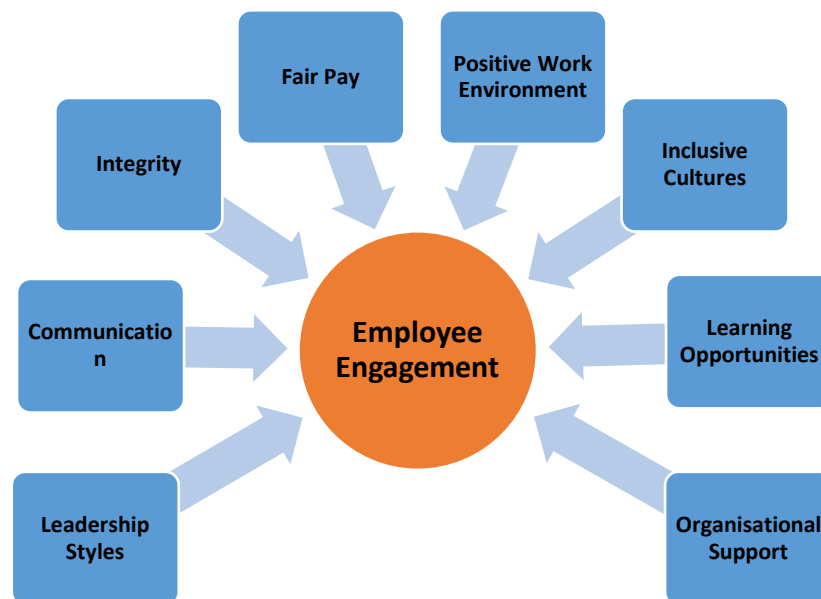 Fair Pay
Positive Work
Environment
Integrity
Inclusive
Cultures
Communicatio
n
Employee
Engagement
Learning
Opportunities
Leadership
Styles
Organisational
Support